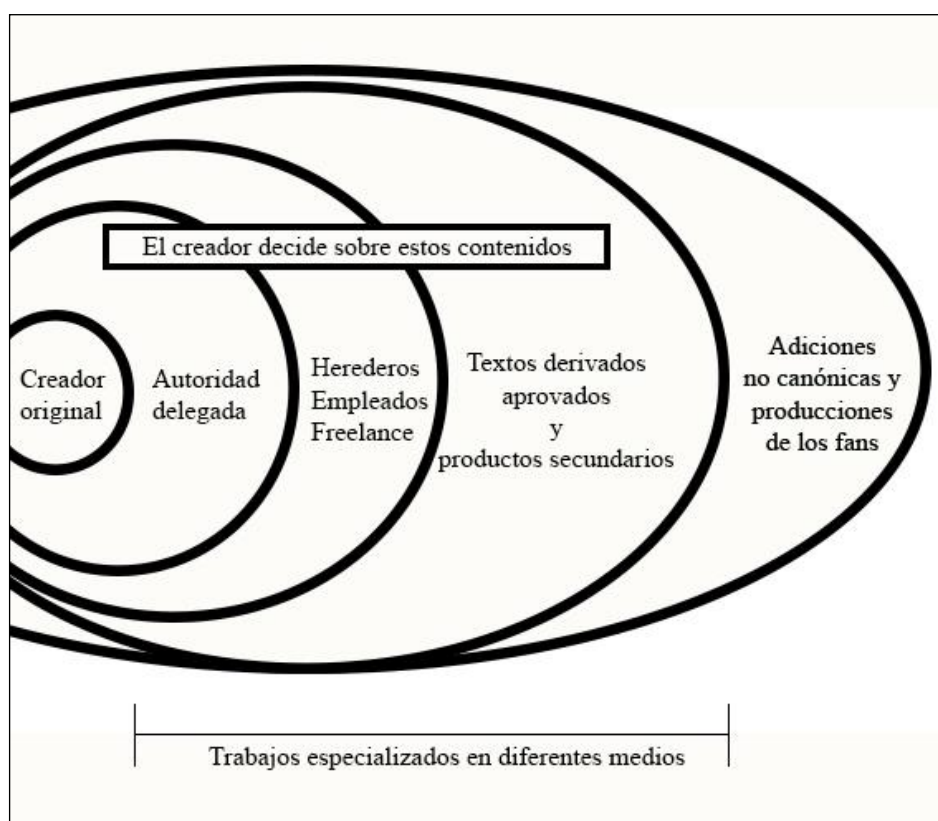 El creador decide sobre estos contenidos
Creador
original
Autoridad
delegada
Herederos
Empleados
Freelance
Textos derivados
aprovados
y
productos secundarios
Adiciones
no canónicas y
producciones
de los fans
Trabajos especializados en diferentes medios